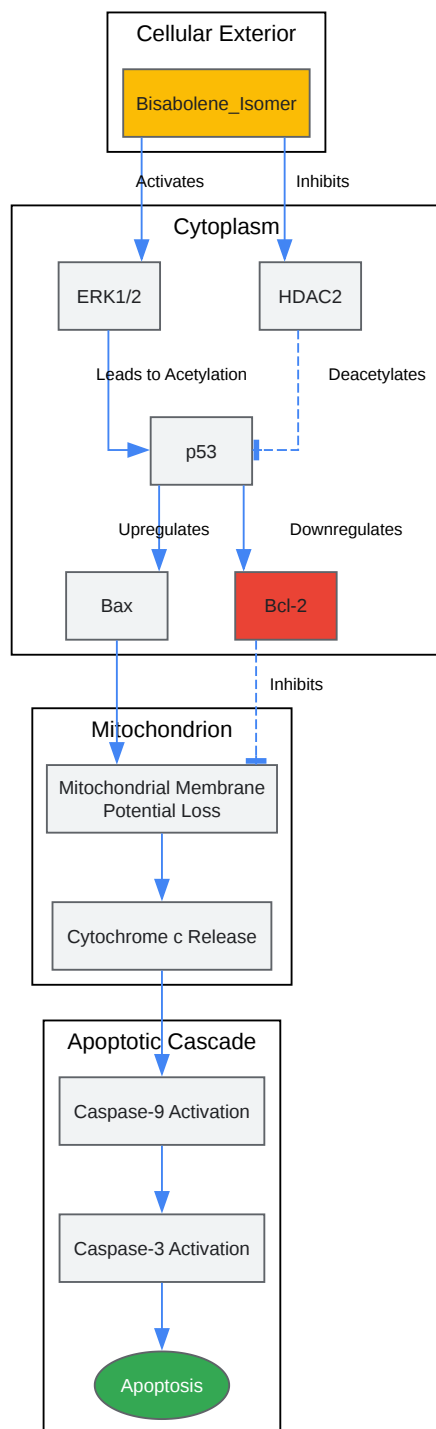 Cellular Exterior
Bisabolene_Isomer
Activates
Inhibits
Cytoplasm
ERK1/2
HDAC2
Leads to Acetylation
Deacetylates
p53
Upregulates
Downregulates
Bax
Bcl-2
Inhibits
Mitochondrion
Mitochondrial Membrane
Potential Loss
Cytochrome c Release
Apoptotic Cascade
Caspase-9 Activation
Caspase-3 Activation
Apoptosis